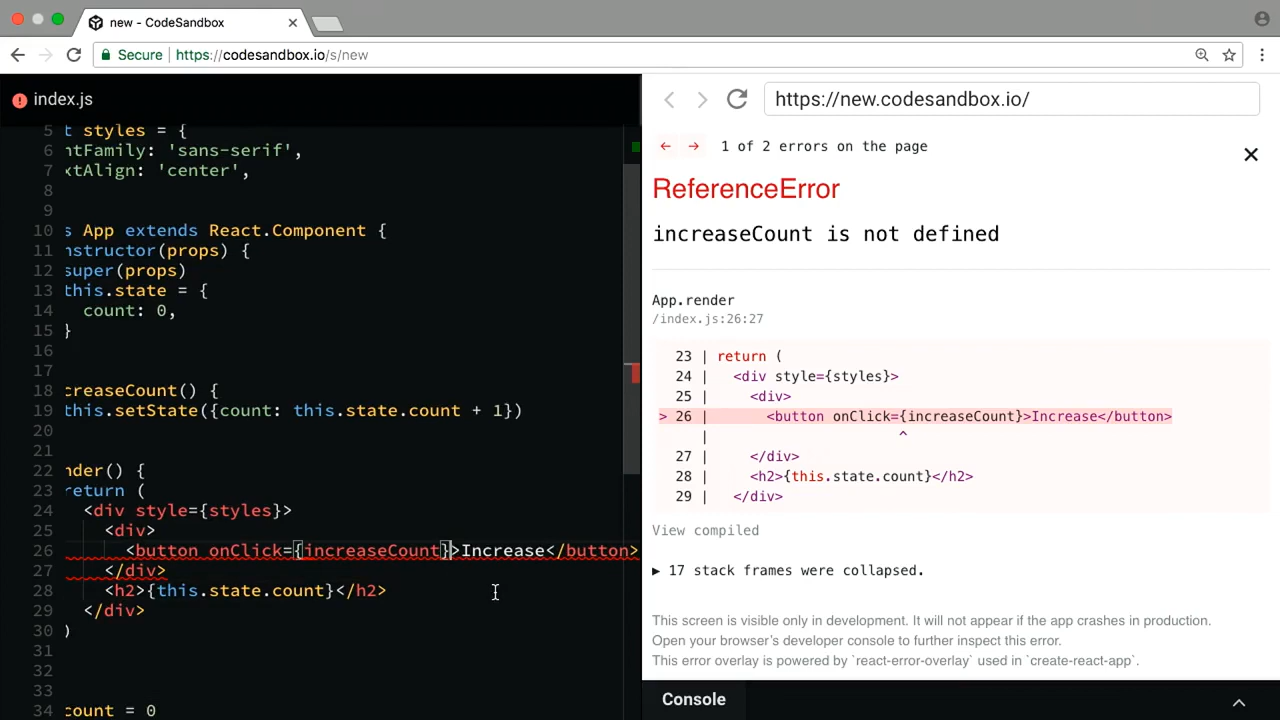 new - CodeSandbox
Secure | https://codesandbox.io/s/new
index.js
5 t styles = {
6 ntFamily: 'sans-serif',
7 xtAlign: 'center',
8
9
10 s App extends React.Component {
11 nstructor(props) {
12 super(props)
13 this.state = {
14 count: 0,
15 }
16
17
18 creaseCount() {
19 this.setState({count: this.state.count + 1})
20
21
22 nder() {
23 return (
24 <div style={styles}>
25 <div>
26 <button onClick={increaseCount}>Increase</button>
27 </div>
28 <h2>{this.state.count}</h2>
29 </div>
30 )
31
32
33
34 count = 0
https://new.codesandbox.io/
← → 1 of 2 errors on the page
ReferenceError
increaseCount is not defined
App.render
/index.js:26:27
23 | return (
24 | <div style={styles}>
25 | <div>
> 26 | <button onClick={increaseCount}>Increase</button>
| ^
27 | </div>
28 | <h2>{this.state.count}</h2>
29 | </div>
View compiled
▶ 17 stack frames were collapsed.
This screen is visible only in development. It will not appear if the app crashes in production.
Open your browser's developer console to further inspect this error.
This error overlay is powered by `react-error-overlay` used in `create-react-app`.
Console